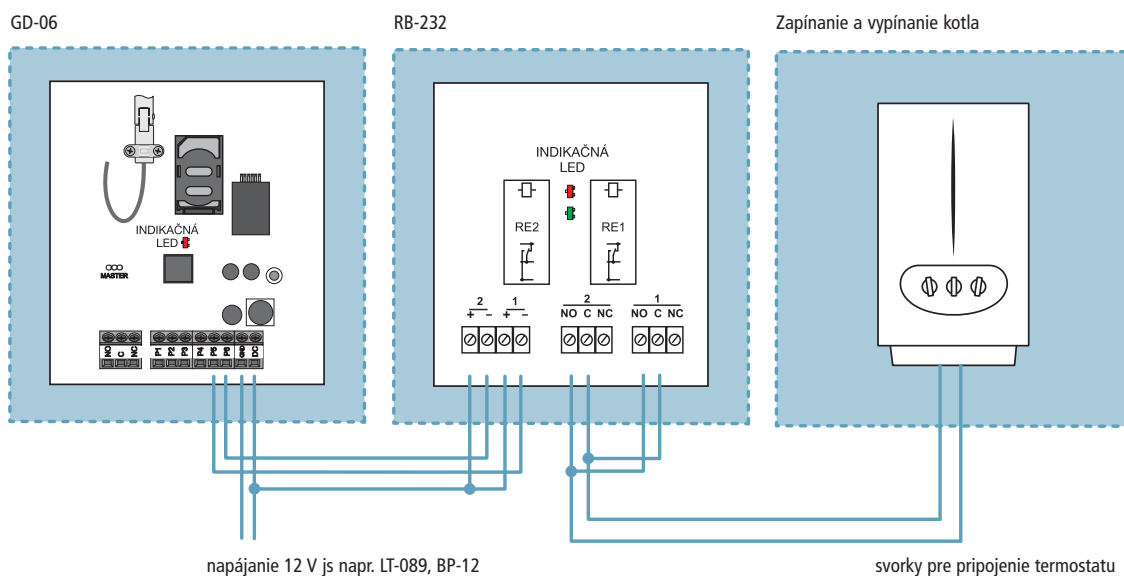 GD-06
RB-232
Zapínanie a vypínanie kotla
INDIKAČNÁ
LED
MASTER
NO C NC P1 P2 P3 P4 P5 P6 GND DC
INDIKAČNÁ
LED
RE2
RE1
2 1 2 1
+ − + − NO C NC NO C NC
napájanie 12 V js napr. LT-089, BP-12
svorky pre pripojenie termostatu